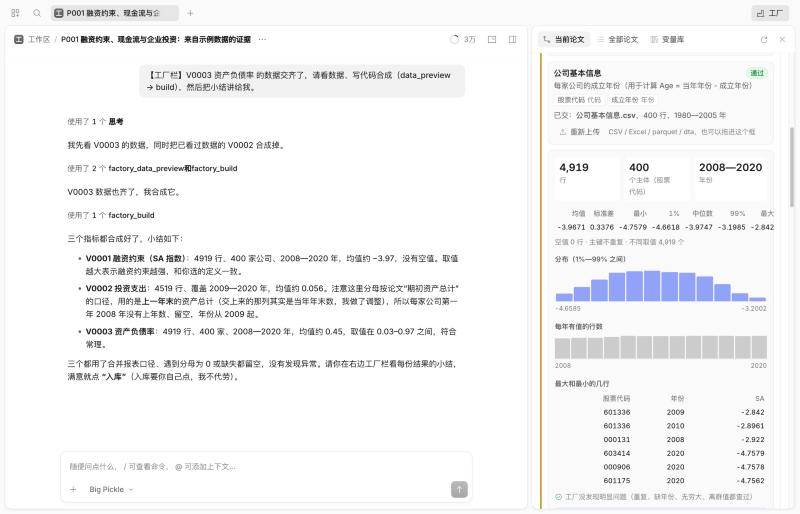 P001 融资约束、现金流与企
工厂
工作区 / P001 融资约束、现金流与企业投资：来自示例数据的证据 ···
3万
【工厂栏】V0003 资产负债率 的数据交齐了，请看数据、写代码合成（data_preview
→ build），然后把小结讲给我。
使用了 1 个 思考
我先看 V0003 的数据，同时把已看过数据的 V0002 合成掉。
使用了 2 个 factory_data_preview和factory_build
V0003 数据也齐了，我合成它。
使用了 1 个 factory_build
三个指标都合成好了，小结如下：
• V0001 融资约束（SA 指数）：4919 行、400 家公司、2008—2020 年，均值约 −3.97，没有空值。取值
越大表示融资约束越强，和你选的定义一致。
• V0002 投资支出：4519 行，覆盖 2009—2020 年，均值约 0.056。注意这里分母按论文“期初资产总计”
的口径，用的是上一年末的资产总计（交上来的那列其实是当年年末数，我做了调整），所以每家公司第一
年 2008 年没有上年数、留空，年份从 2009 起。
• V0003 资产负债率：4919 行、400 家、2008—2020 年，均值约 0.45，取值在 0.03–0.97 之间，符合
常理。
三个都用了合并报表口径、遇到分母为 0 或缺失都留空，没有发现异常。请你在右边工厂栏看每份结果的小结，
满意就点 “入库”（入库要你自己点，我不代劳）。
随便问点什么， / 可查看命令， @ 可添加上下文...
Big Pickle
当前论文
全部论文
变量库
公司基本信息
通过
每家公司的成立年份（用于计算 Age = 当年年份 - 成立年份）
股票代码 代码
成立年份 年份
已交：公司基本信息.csv，400 行，1980—2005 年
重新上传
CSV / Excel / parquet / dta，也可以拖进这个框
4,919
行
400
个主体（股票
代码）
2008—2020
年份
均值 标准差 最小 1% 中位数 99% 最大
-3.9671 0.3376 -4.7579 -4.6618 -3.9747 -3.1985 -2.842
空值 0 行 · 主键不重复 · 不同取值 4,919 个
分布（1%—99% 之间）
-4.6585
-3.2002
每年有值的行数
2008
2020
最大和最小的几行
股票代码 年份 SA
601336 2009 -2.842
601336 2010 -2.8961
000131 2008 -2.922
603414 2020 -4.7579
000906 2020 -4.7578
601175 2020 -4.7562
工厂没发现明显问题（重复、缺年份、无穷大、离群值都查过）